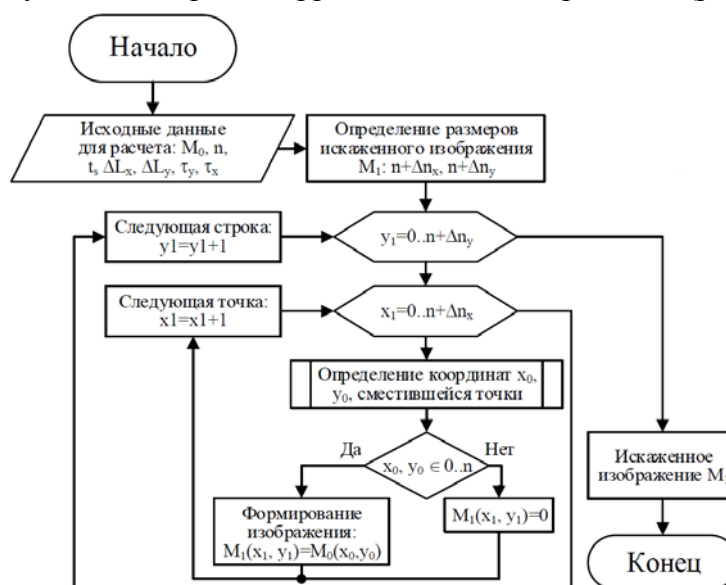 Начало
Исходные данные
для расчета: M₀, n,
tₛ ΔLₓ, ΔLᵧ, τᵧ, τₓ
Определение размеров
искаженного изображения
M₁: n+Δnₓ, n+Δnᵧ
Следующая строка:
y1=y1+1
y₁=0..n+Δnᵧ
Следующая точка:
x1=x1+1
x₁=0..n+Δnₓ
Определение координат x₀,
y₀, сместившейся точки
Да
Нет
x₀, y₀ ∈ 0..n
Формирование
изображения:
M₁(x₁, y₁)=M₀(x₀,y₀)
M₁(x₁, y₁)=0
Искаженное
изображение M
Конец